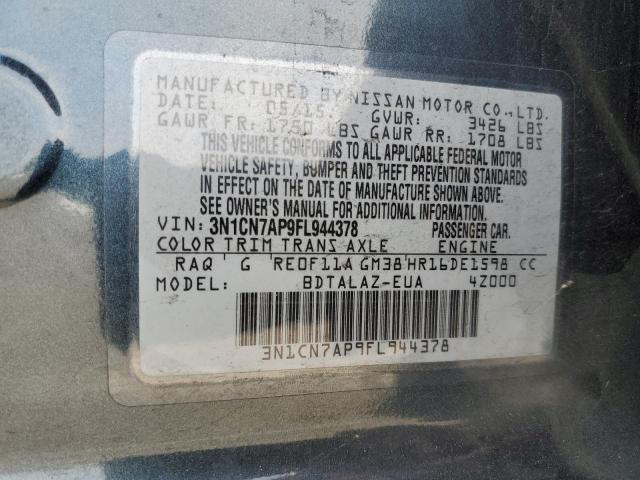 MANUFACTURED BY NISSAN MOTOR CO.,LTD.
DATE: 05/15 GVWR: 3426 LBS
GAWR FR: 1750 LBS GAWR RR: 1708 LBS
THIS VEHICLE CONFORMS TO ALL APPLICABLE FEDERAL MOTOR
VEHICLE SAFETY, BUMPER AND THEFT PREVENTION STANDARDS
IN EFFECT ON THE DATE OF MANUFACTURE SHOWN ABOVE.
SEE OWNER'S MANUAL FOR ADDITIONAL INFORMATION.
VIN: 3N1CN7AP9FL944378 PASSENGER CAR.
COLOR TRIM TRANS AXLE ENGINE
RAQ G RE0F11A GM38 HR16DE1598 CC
MODEL: BDTALAZ-EUA 4Z000
3N1CN7AP9FL944378